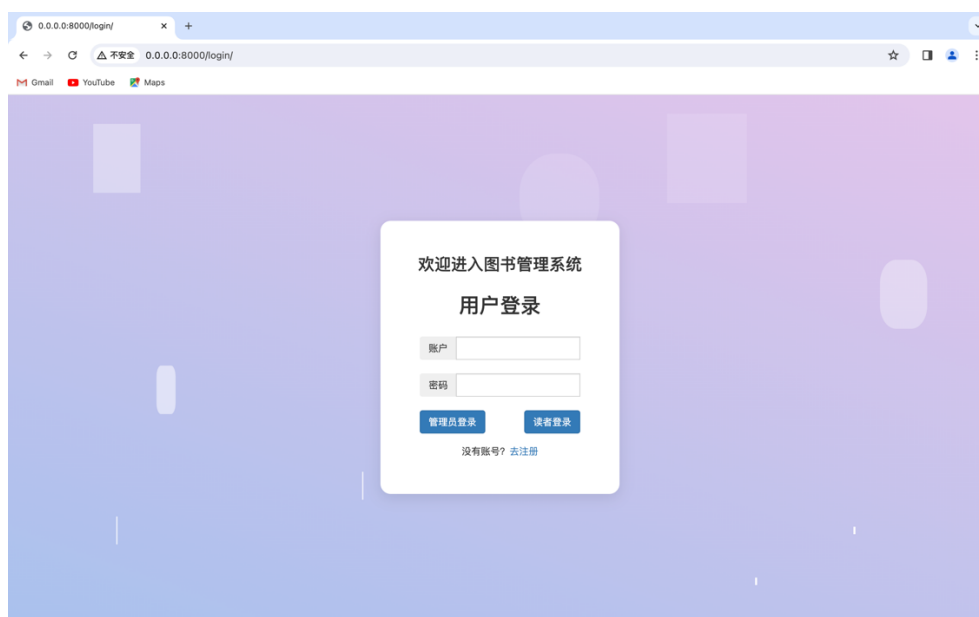 0.0.0.0:8000/login/
不安全 0.0.0.0:8000/login/
Gmail YouTube Maps
欢迎进入图书管理系统
用户登录
账户
密码
管理员登录 读者登录
没有账号? 去注册